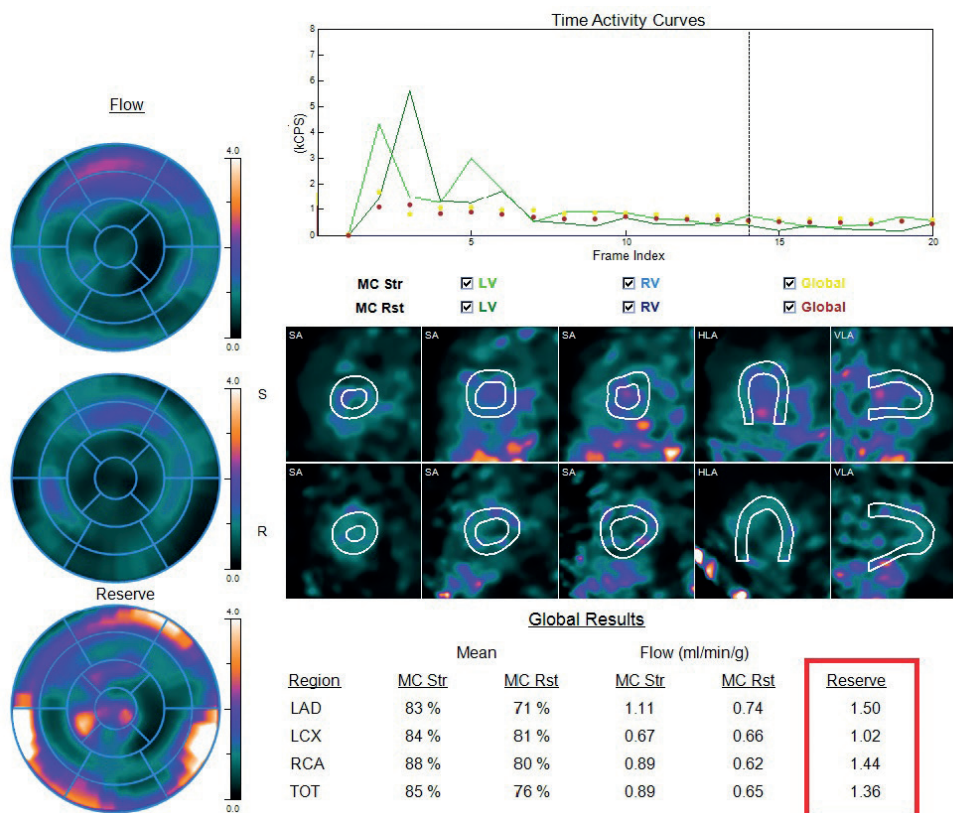 Time Activity Curves
8
7
6
5
4
3
2
1
0
(kCPS)
5
10
15
20
Frame Index
MC Str LV RV Global
MC Rst LV RV Global
Flow
4.0
0.0
4.0
S
R
0.0
Reserve
4.0
0.0
SA SA SA HLA VLA
SA SA SA HLA VLA
Global Results
Mean Flow (ml/min/g)
Region MC Str MC Rst MC Str MC Rst Reserve
LAD 83 % 71 % 1.11 0.74 1.50
LCX 84 % 81 % 0.67 0.66 1.02
RCA 88 % 80 % 0.89 0.62 1.44
TOT 85 % 76 % 0.89 0.65 1.36